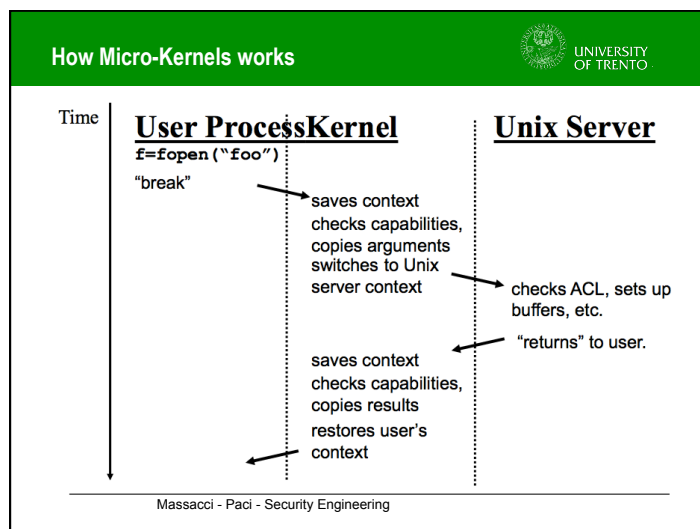 How Micro-Kernels works
UNIVERSITY
OF TRENTO
Time
User Process
Kernel
Unix Server
f=fopen(“foo”)
“break”
saves context
checks capabilities,
copies arguments
switches to Unix
server context
checks ACL, sets up
buffers, etc.
“returns” to user.
saves context
checks capabilities,
copies results
restores user’s
context
Massacci - Paci - Security Engineering